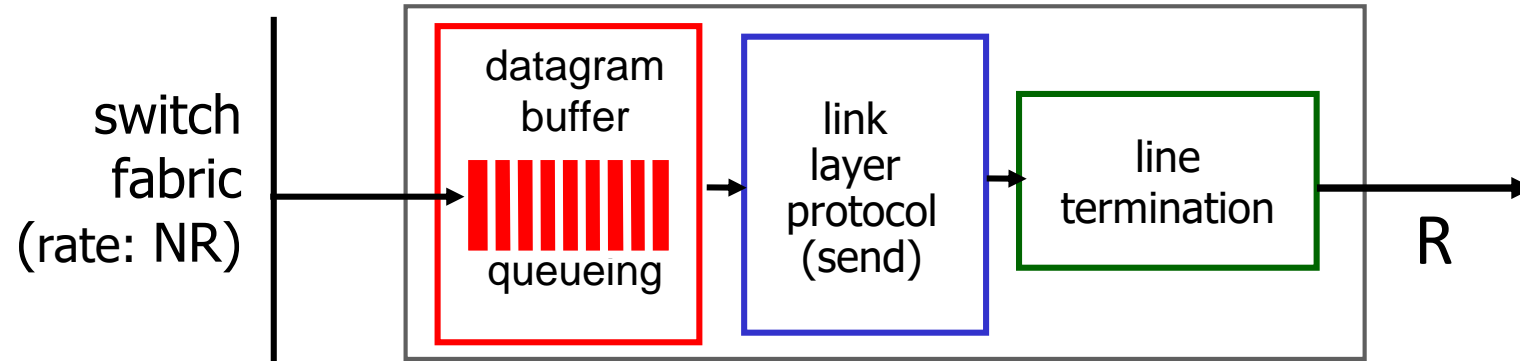 switch
fabric
(rate: NR)
datagram
buffer
queueing
link
layer
protocol
(send)
line
termination
R